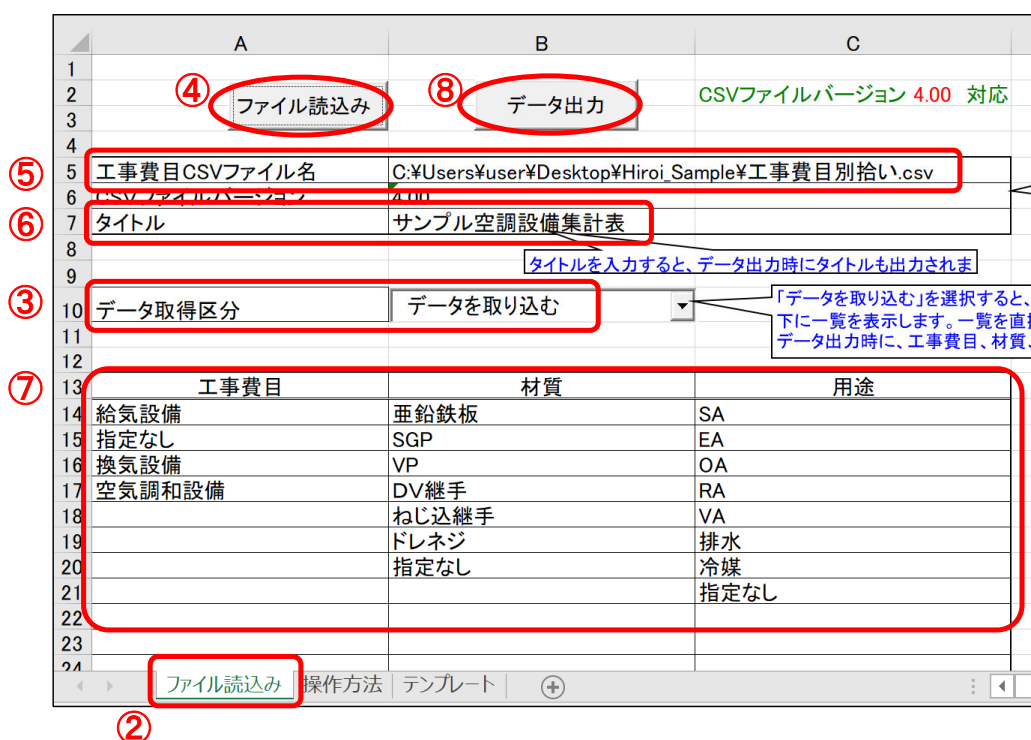 A B C
1
④ ⑧
2 ファイル読込み データ出力 CSVファイルバージョン 4.00 対応
3
4
⑤ 5 工事費目CSVファイル名 C:¥Users¥user¥Desktop¥Hiroi_Sample¥工事費目別拾い.csv
6 CSVファイルバージョン 4.00
⑥ 7 タイトル サンプル空調設備集計表
8
タイトルを入力すると、データ出力時にタイトルも出力されま
9
③ 10 データ取得区分 データを取り込む
「データを取り込む」を選択すると、
下に一覧を表示します。一覧を直
データ出力時に、工事費目、材質、
11
12
⑦ 13 工事費目 材質 用途
14 給気設備 亜鉛鉄板 SA
15 指定なし SGP EA
16 換気設備 VP OA
17 空気調和設備 DV継手 RA
18 ねじ込継手 VA
19 ドレネジ 排水
20 指定なし 冷媒
21 指定なし
22
23
24
ファイル読込み 操作方法 テンプレート
②